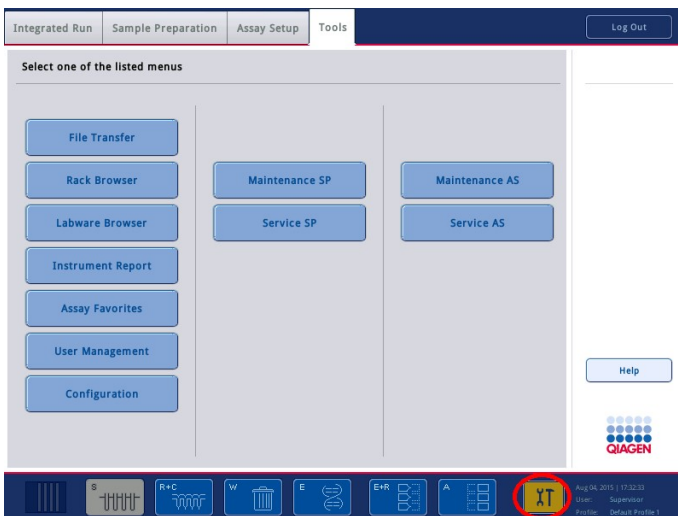 Integrated Run
Sample Preparation
Assay Setup
Tools
Log Out
Select one of the listed menus
File Transfer
Rack Browser
Maintenance SP
Maintenance AS
Labware Browser
Service SP
Service AS
Instrument Report
Assay Favorites
User Management
Configuration
Help
QIAGEN
S
R+C
W
E
E+R
A
Aug 04, 2015 | 17:32:33
User: Supervisor
Profile: Default Profile 1